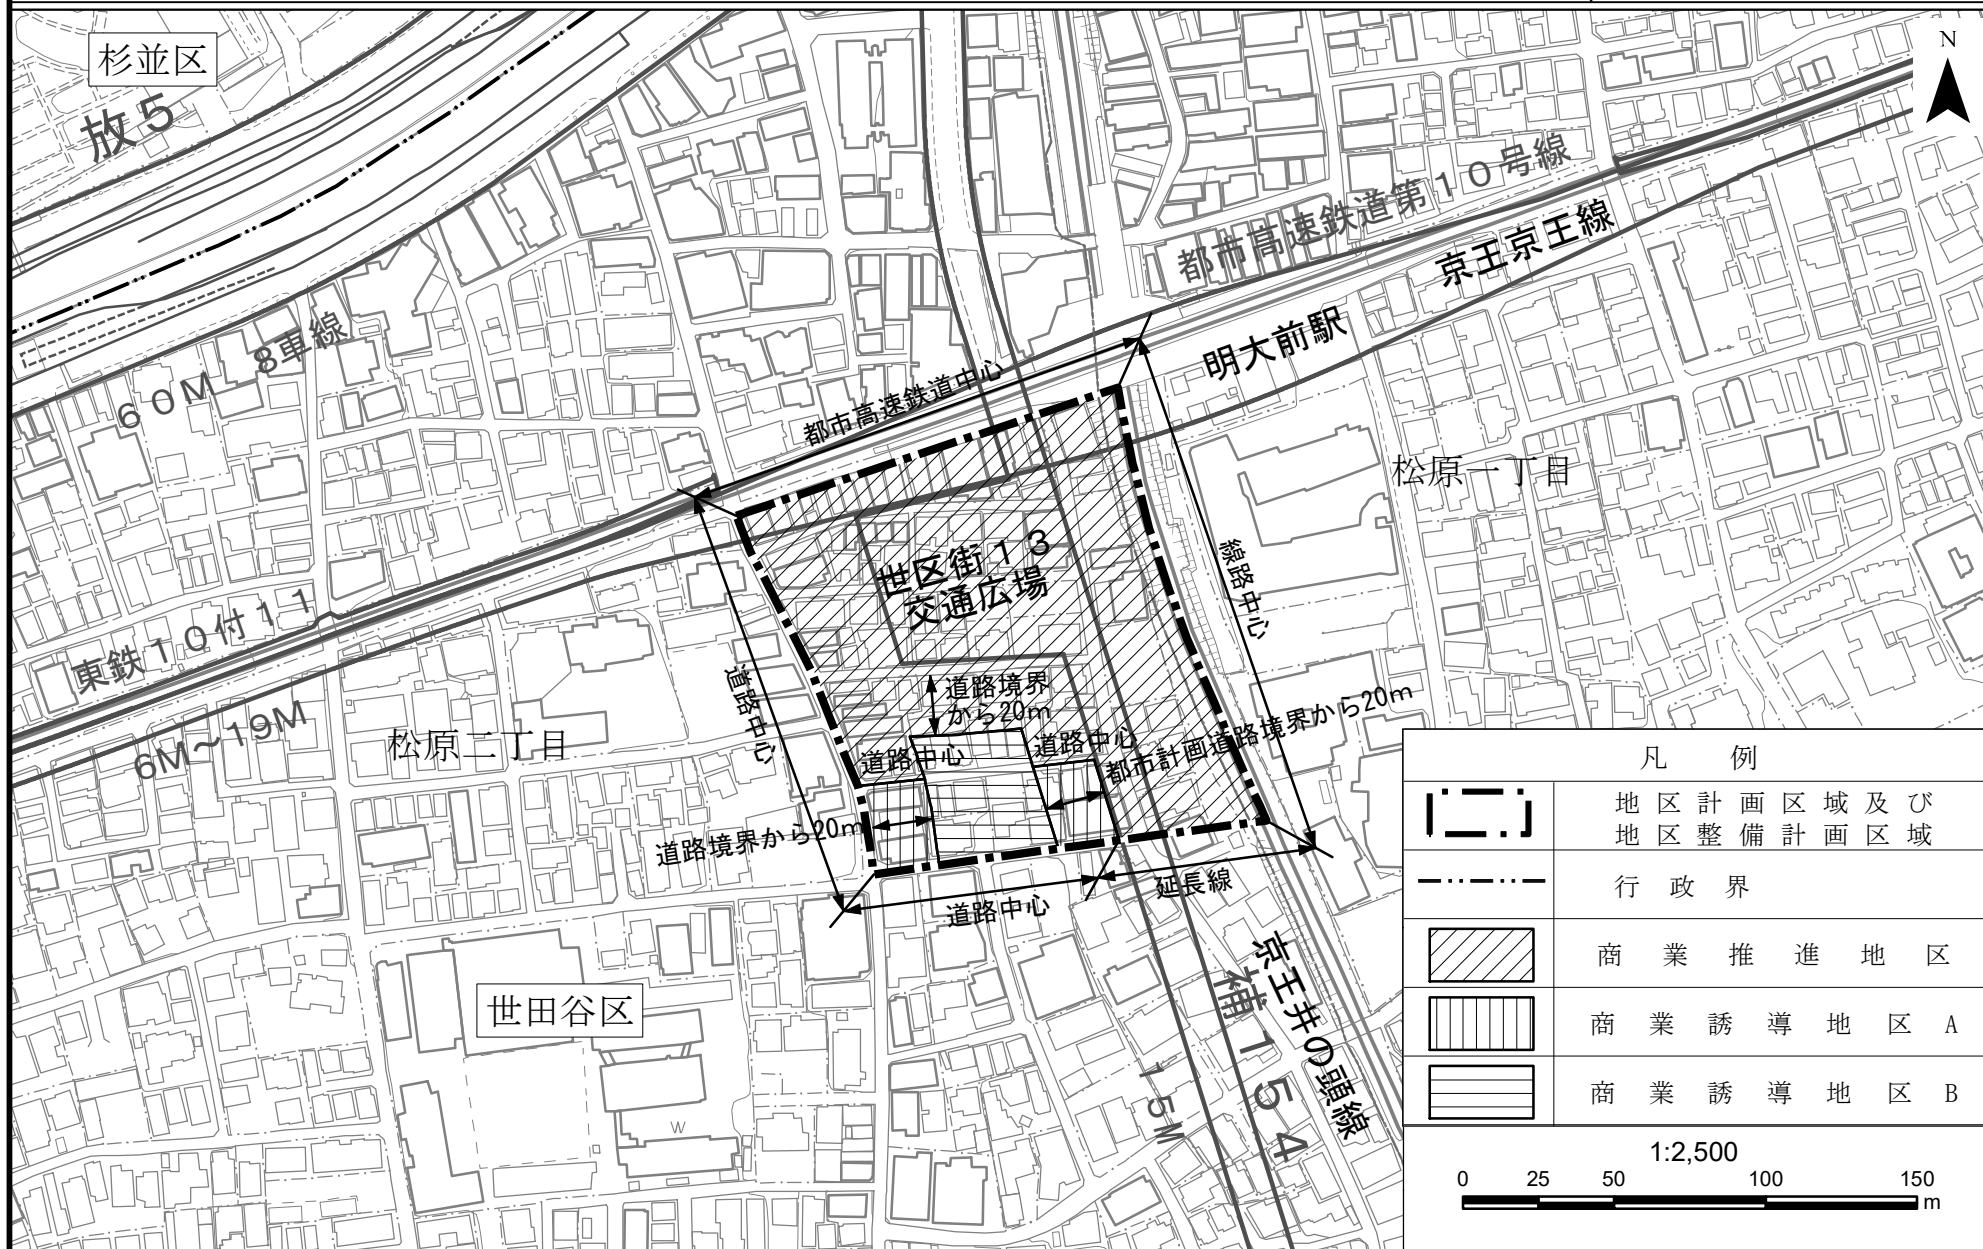 杉並区
放5
N
都市高速鉄道第10号線
京王京王線
明大前駅
60M 8車線
都市高速鉄道中心
松原一丁目
世区街13
交通広場
線路中心
東鉄10付11
6M～19M
松原二丁目
道路中心
道路境界
から20m
道路中心
道路中心
都市計画道路境界から20m
道路境界から20m
道路中心
延長線
世田谷区
W
15M
補154
京王井の頭線
凡 例
地区計画区域及び
地区整備計画区域
行政界
商業推進地区
商業誘導地区A
商業誘導地区B
1:2,500
0 25 50 100 150
m